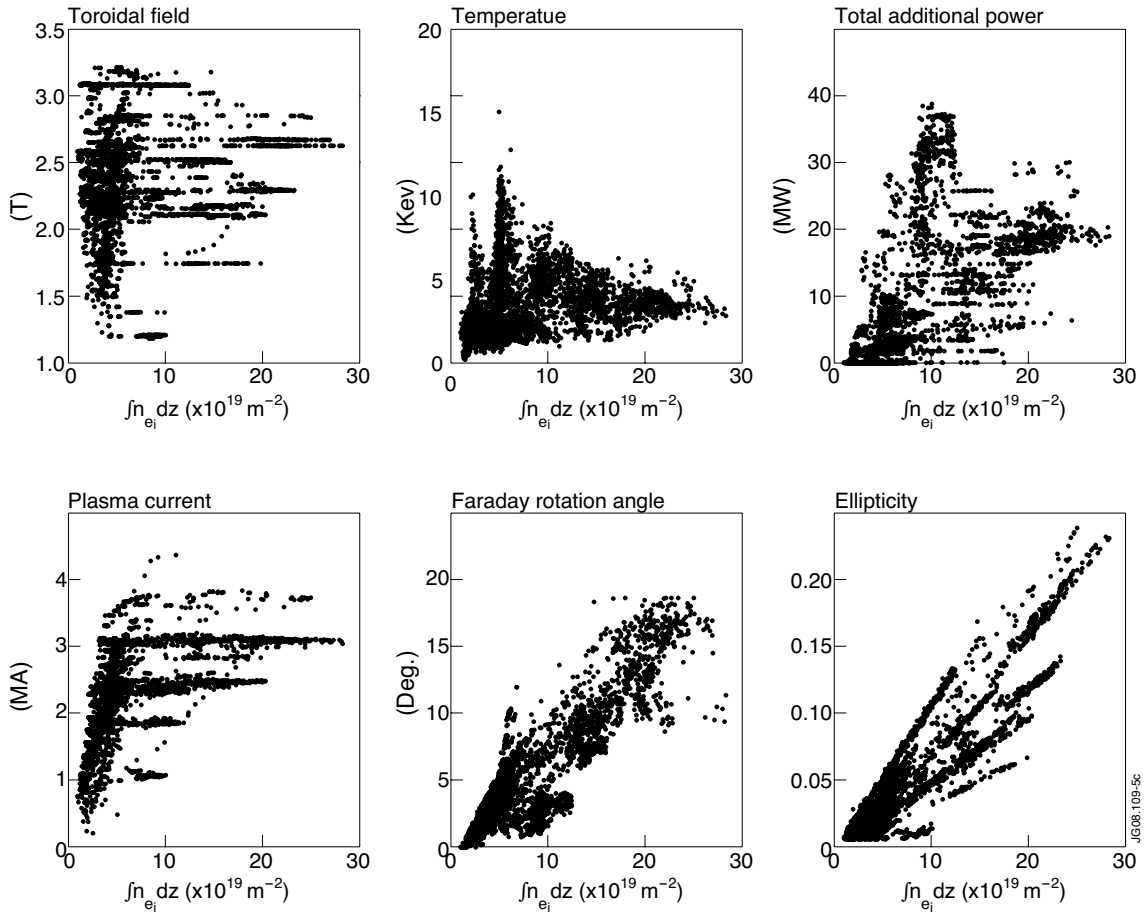 Toroidal field
3.5
3.0
2.5
2.0
1.5
1.0
(T)
0 10 20 30
∫n_ei dz (x10^19 m^–2)
Temperatue
20
15
10
5
0
(Kev)
0 10 20 30
∫n_ei dz (x10^19 m^–2)
Total additional power
40
30
20
10
0
(MW)
0 10 20 30
∫n_ei dz (x10^19 m^–2)
Plasma current
4
3
2
1
0
(MA)
0 10 20 30
∫n_ei dz (x10^19 m^–2)
Faraday rotation angle
20
15
10
5
0
(Deg.)
0 10 20 30
∫n_ei dz (x10^19 m^–2)
Ellipticity
0.20
0.15
0.10
0.05
0
0 10 20 30
∫n_ei dz (x10^19 m^–2)
JG08.109-5c